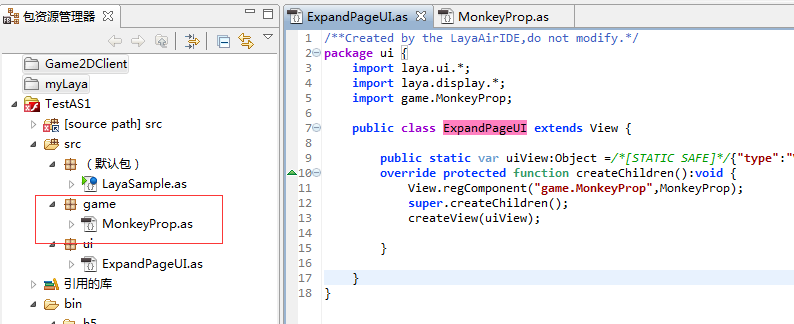 包资源管理器
Game2DClient
myLaya
TestAS1
[source path] src
src
(默认包)
LayaSample.as
game
MonkeyProp.as
ui
ExpandPageUI.as
引用的库
bin
h5
ExpandPageUI.as
MonkeyProp.as
1 /**Created by the LayaAirIDE,do not modify.*/
2 package ui {
3 import laya.ui.*;
4 import laya.display.*;
5 import game.MonkeyProp;
6
7 public class ExpandPageUI extends View {
8
9 public static var uiView:Object =/*[STATIC SAFE]*/{"type":"
10 override protected function createChildren():void {
11 View.regComponent("game.MonkeyProp",MonkeyProp);
12 super.createChildren();
13 createView(uiView);
14
15 }
16
17 }
18 }